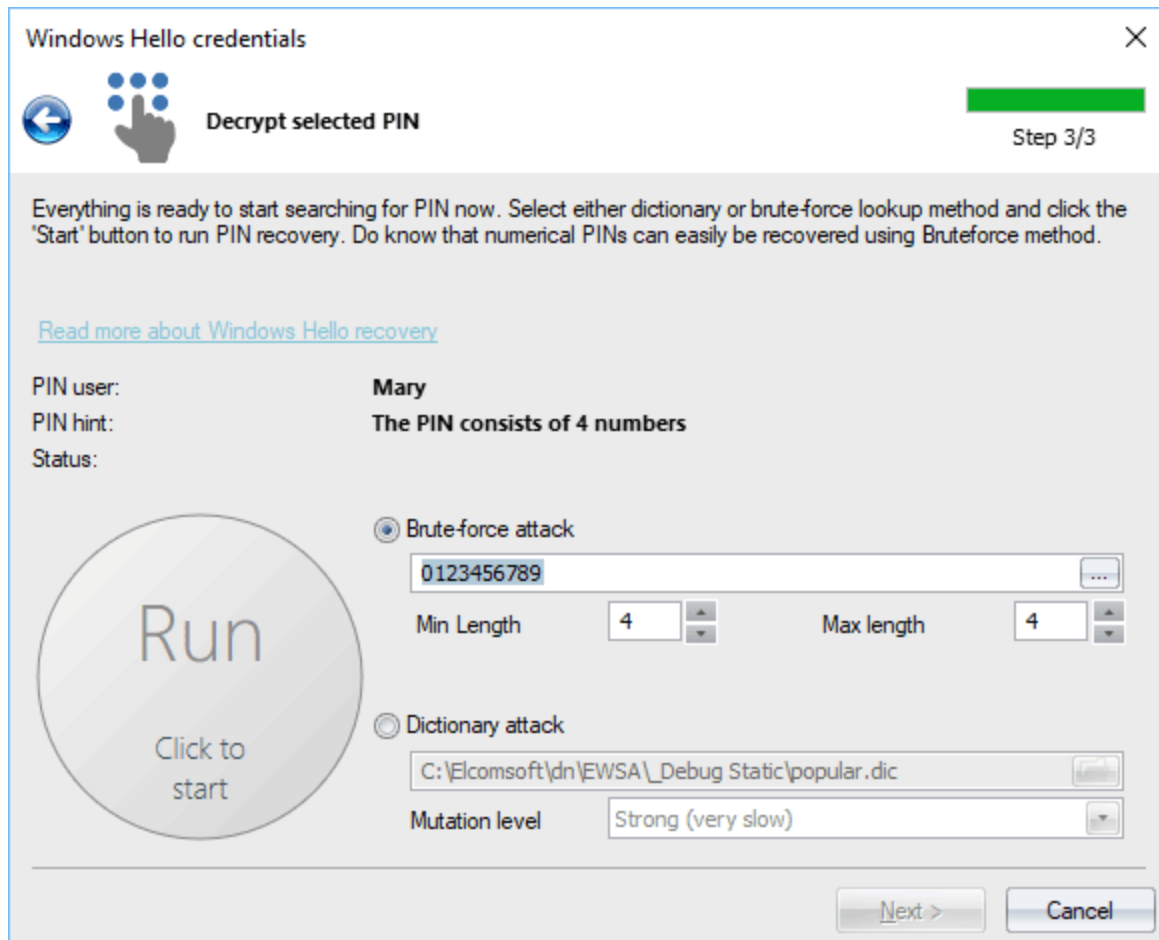 Windows Hello credentials
Decrypt selected PIN
Step 3/3
Everything is ready to start searching for PIN now. Select either dictionary or brute-force lookup method and click the
'Start' button to run PIN recovery. Do know that numerical PINs can easily be recovered using Bruteforce method.
Read more about Windows Hello recovery
PIN user: Mary
PIN hint: The PIN consists of 4 numbers
Status:
Run
Click to
start
Brute-force attack
0123456789
...
Min Length 4 Max length 4
Dictionary attack
C:\Elcomsoft\dn\EWSA\_Debug Static\popular.dic
Mutation level Strong (very slow)
Next > Cancel